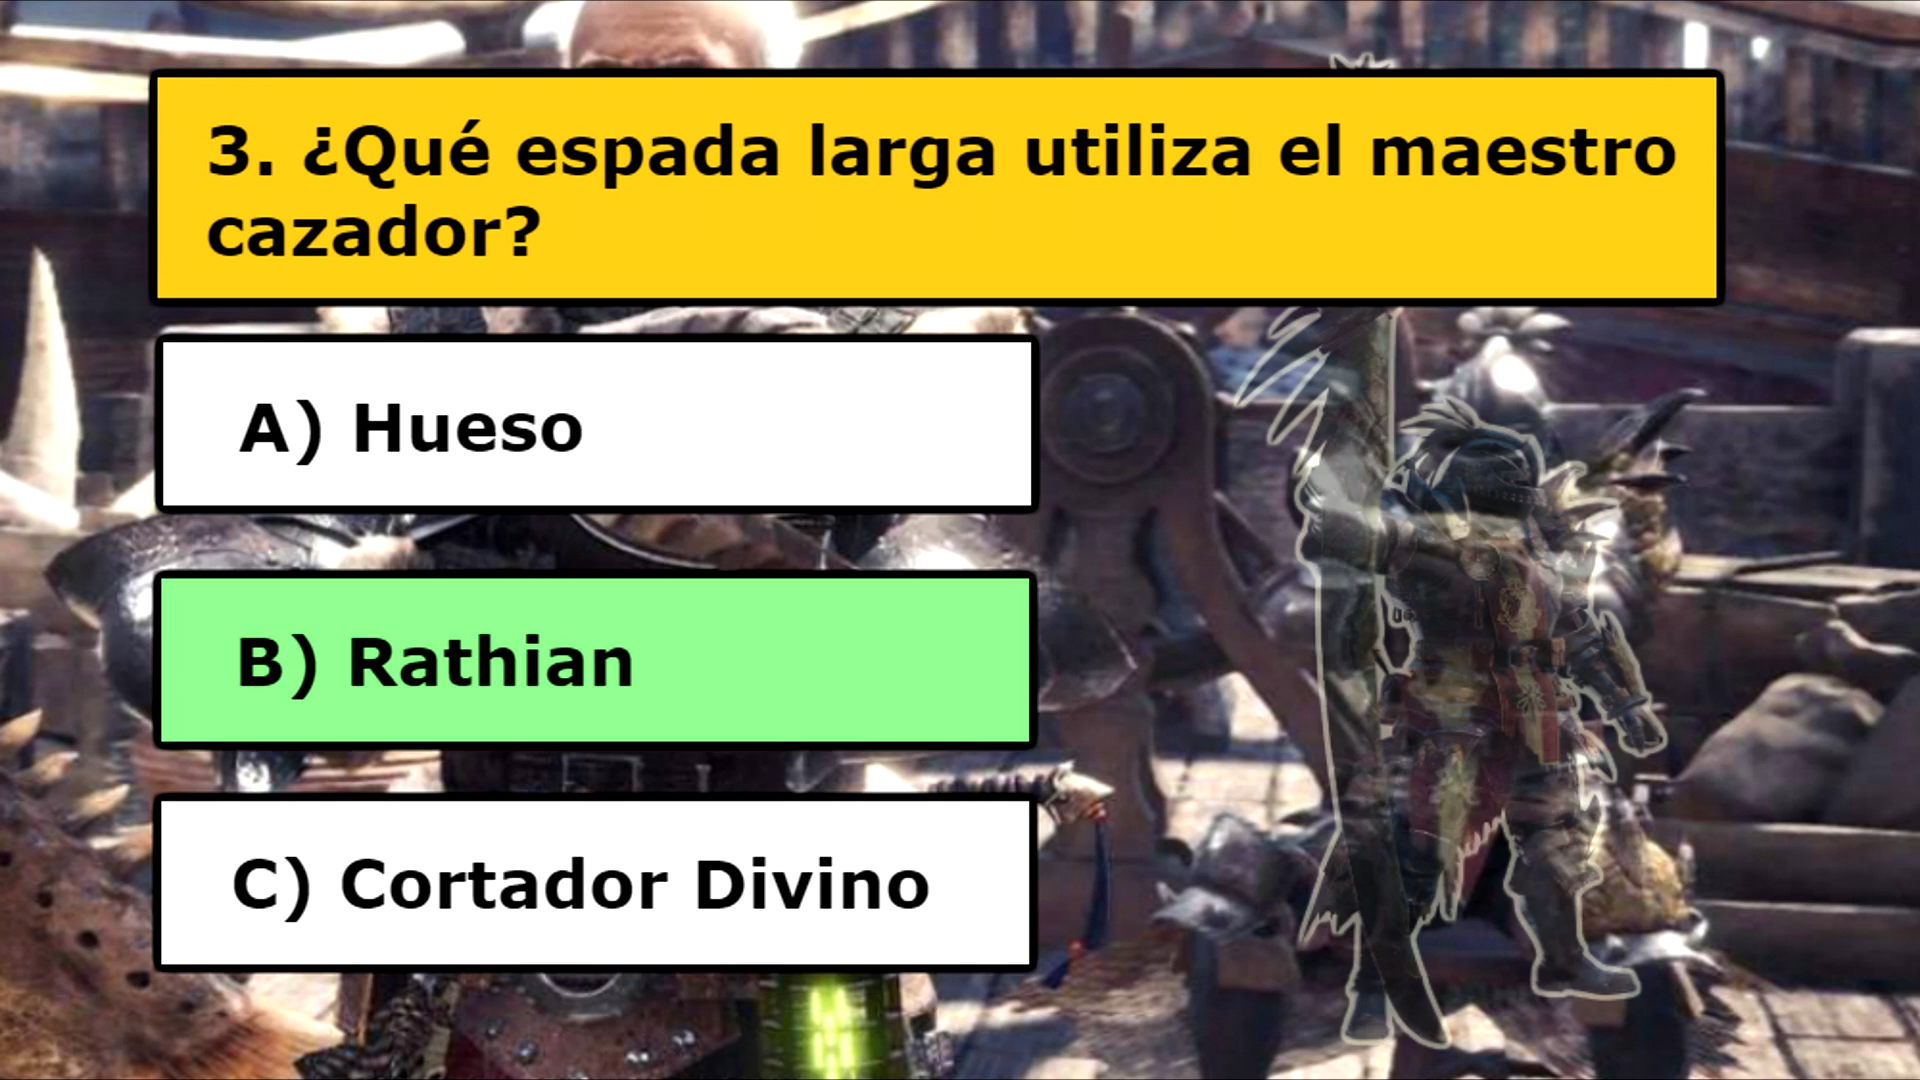 3. ¿Qué espada larga utiliza el maestro
cazador?
A) Hueso
B) Rathian
C) Cortador Divino